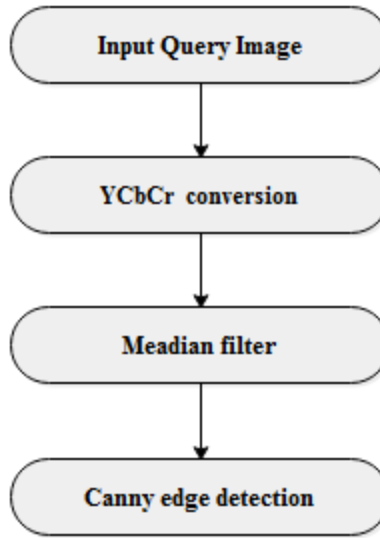 Input Query Image
YCbCr conversion
Meadian filter
Canny edge detection